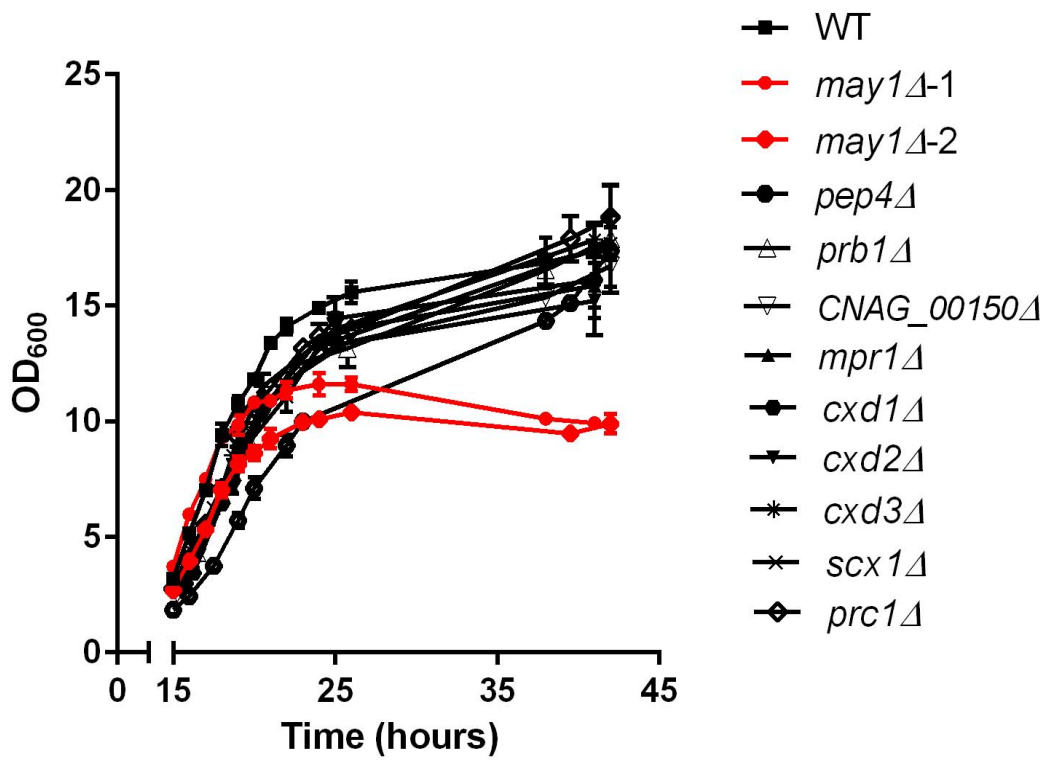 WT
may1Δ-1
may1Δ-2
pep4Δ
prb1Δ
CNAG_00150Δ
mpr1Δ
cxd1Δ
cxd2Δ
cxd3Δ
scx1Δ
prc1Δ
OD600
25
20
15
10
5
0
0 15 25 35 45
Time (hours)